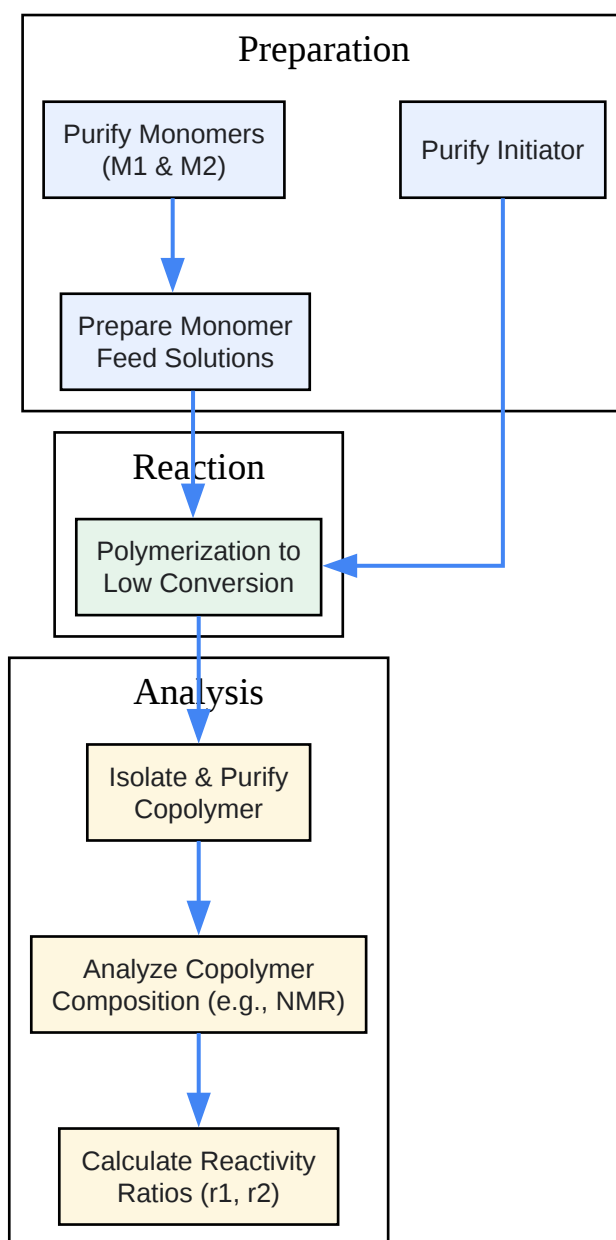 Preparation
Purify Monomers
(M1 & M2)
Purify Initiator
Prepare Monomer
Feed Solutions
Reaction
Polymerization to
Low Conversion
Analysis
Isolate & Purify
Copolymer
Analyze Copolymer
Composition (e.g., NMR)
Calculate Reactivity
Ratios (r1, r2)